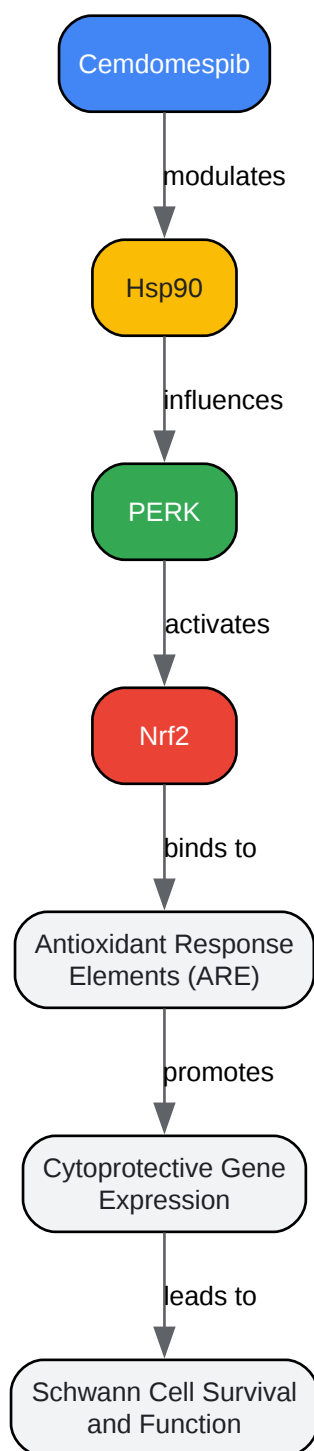 Cemdomespib
modulates
Hsp90
influences
PERK
activates
Nrf2
binds to
Antioxidant Response
Elements (ARE)
promotes
Cytoprotective Gene
Expression
leads to
Schwann Cell Survival
and Function